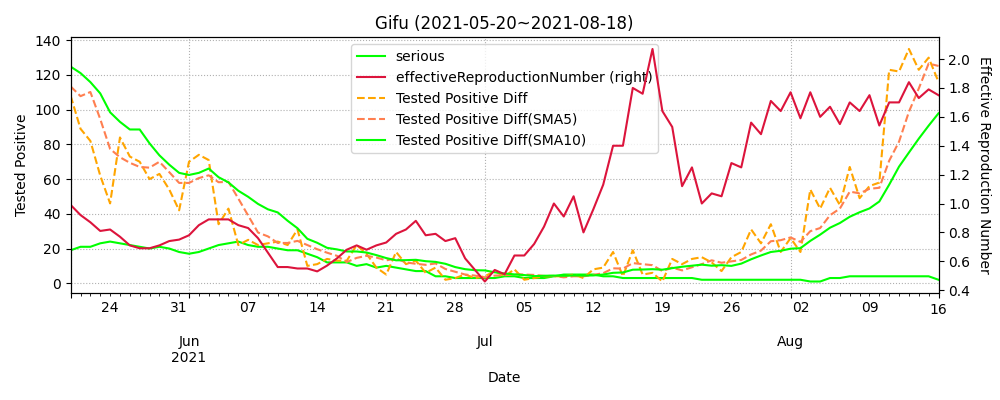 Gifu (2021-05-20~2021-08-18)
serious
effectiveReproductionNumber (right)
Tested Positive Diff
Tested Positive Diff(SMA5)
Tested Positive Diff(SMA10)
Tested Positive
140
120
100
80
60
40
20
0
2.0
1.8
1.6
1.4
1.2
1.0
0.8
0.6
0.4
Effective Reproduction Number
24 31 07 14 21 28 05 12 19 26 02 09 16
Jun Jul Aug
2021
Date